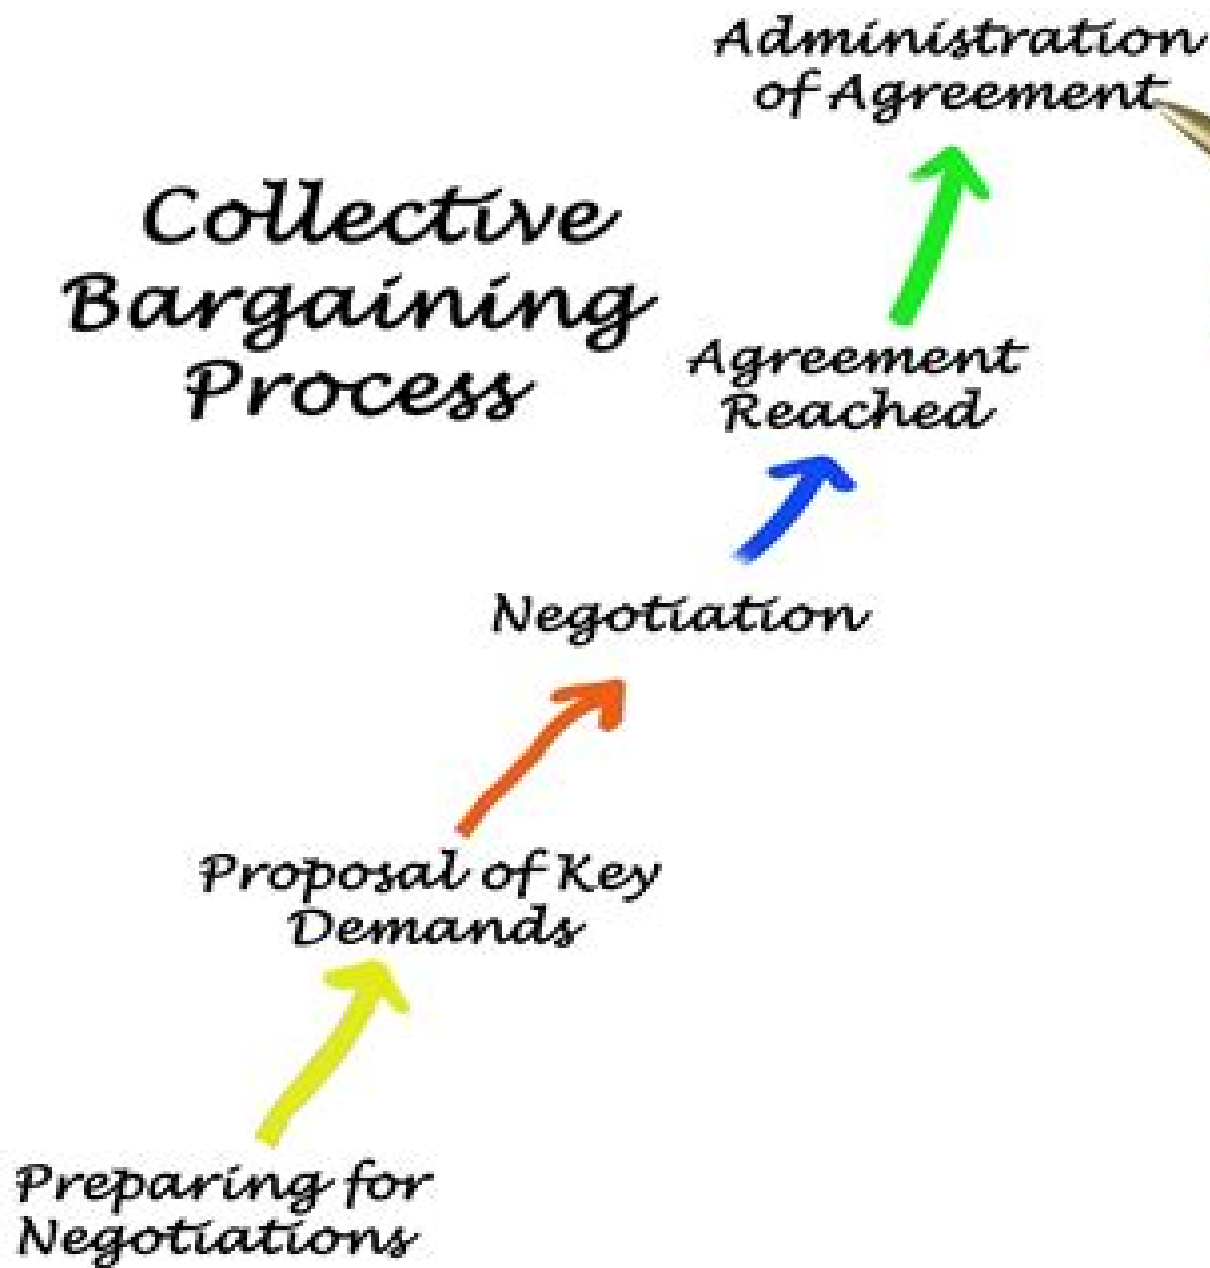 Administration
of Agreement
Collective
Bargaining
Process
Agreement
Reached
Negotiation
Proposal of Key
Demands
Preparing for
Negotiations